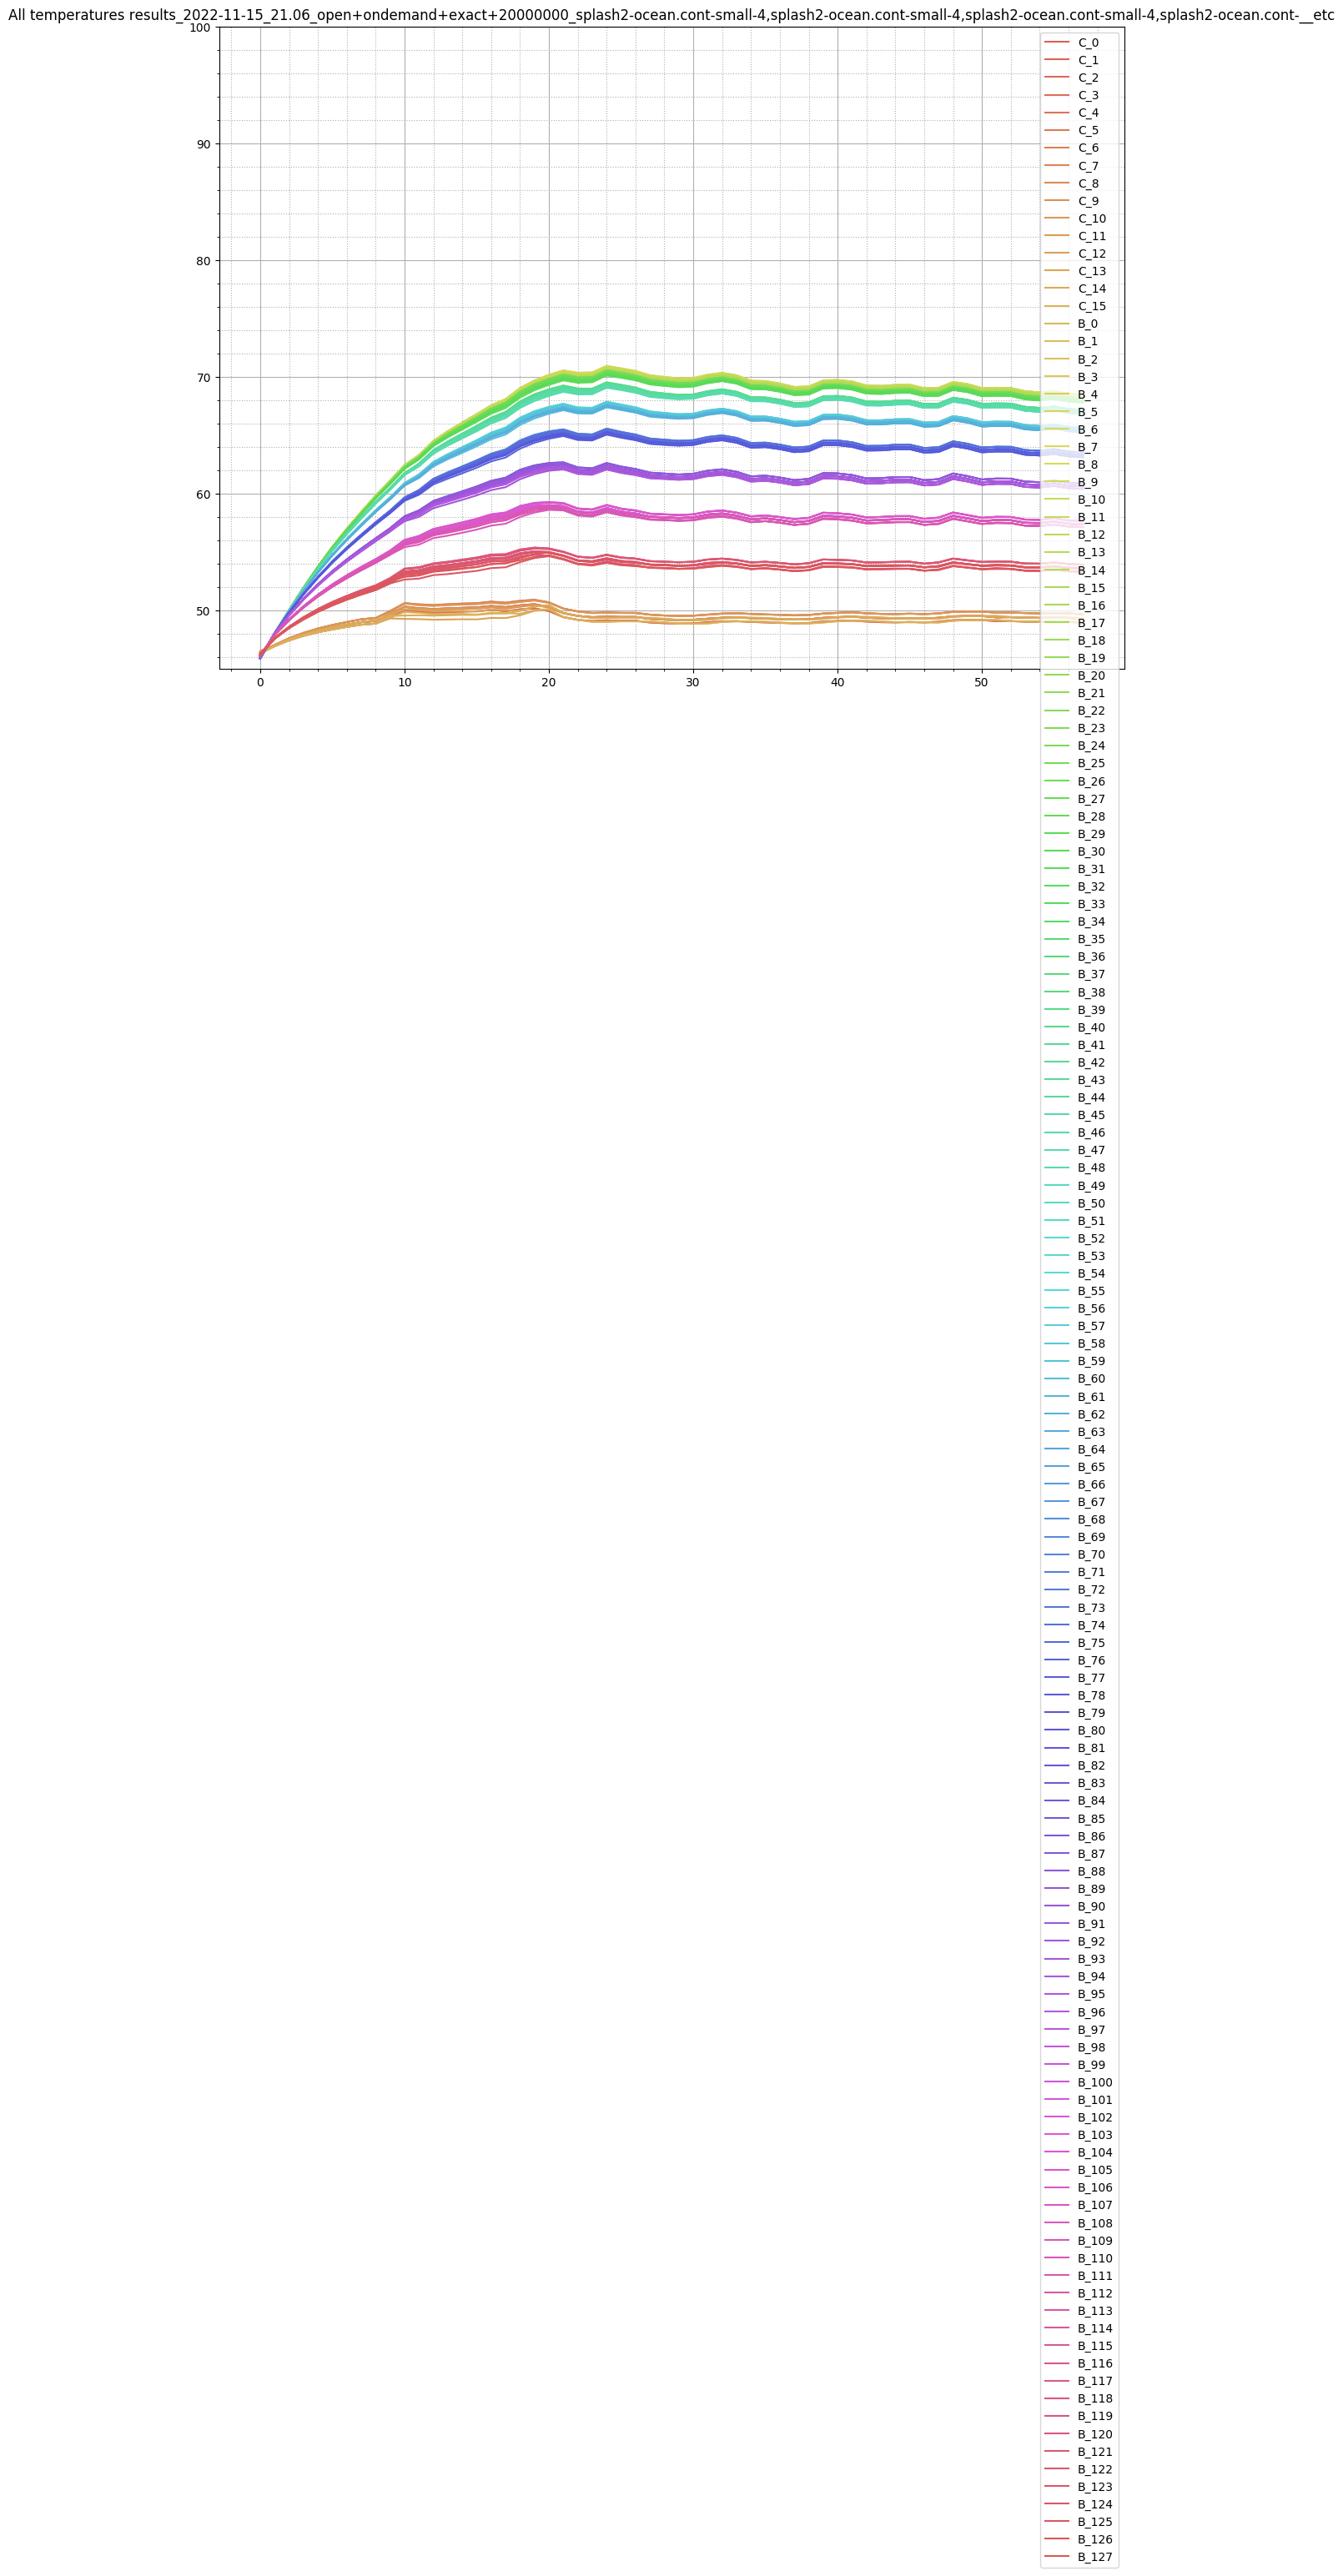 All temperatures results_2022-11-15_21.06_open+ondemand+exact+20000000_splash2-ocean.cont-small-4,splash2-ocean.cont-small-4,splash2-ocean.cont-small-4,splash2-ocean.cont-__etc
100
90
80
70
60
50
0
10
20
30
40
50
C_0
C_1
C_2
C_3
C_4
C_5
C_6
C_7
C_8
C_9
C_10
C_11
C_12
C_13
C_14
C_15
B_0
B_1
B_2
B_3
B_4
B_5
B_6
B_7
B_8
B_9
B_10
B_11
B_12
B_13
B_14
B_15
B_16
B_17
B_18
B_19
B_20
B_21
B_22
B_23
B_24
B_25
B_26
B_27
B_28
B_29
B_30
B_31
B_32
B_33
B_34
B_35
B_36
B_37
B_38
B_39
B_40
B_41
B_42
B_43
B_44
B_45
B_46
B_47
B_48
B_49
B_50
B_51
B_52
B_53
B_54
B_55
B_56
B_57
B_58
B_59
B_60
B_61
B_62
B_63
B_64
B_65
B_66
B_67
B_68
B_69
B_70
B_71
B_72
B_73
B_74
B_75
B_76
B_77
B_78
B_79
B_80
B_81
B_82
B_83
B_84
B_85
B_86
B_87
B_88
B_89
B_90
B_91
B_92
B_93
B_94
B_95
B_96
B_97
B_98
B_99
B_100
B_101
B_102
B_103
B_104
B_105
B_106
B_107
B_108
B_109
B_110
B_111
B_112
B_113
B_114
B_115
B_116
B_117
B_118
B_119
B_120
B_121
B_122
B_123
B_124
B_125
B_126
B_127